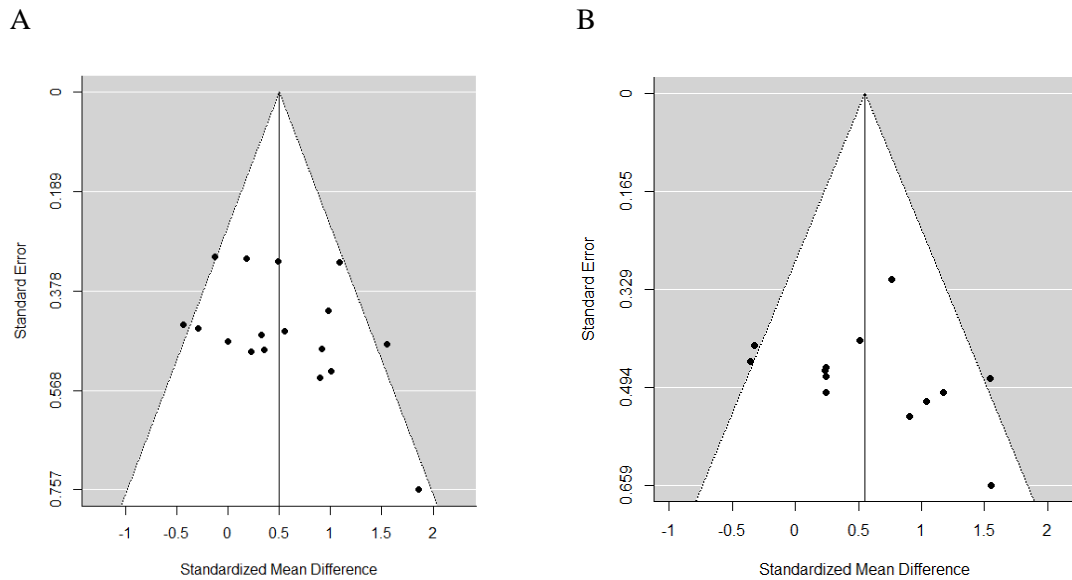 A
B
0
0.189
0.378
0.568
0.757
Standard Error
-1 -0.5 0 0.5 1 1.5 2
Standardized Mean Difference
0
0.165
0.329
0.494
0.659
Standard Error
-1 -0.5 0 0.5 1 1.5 2
Standardized Mean Difference